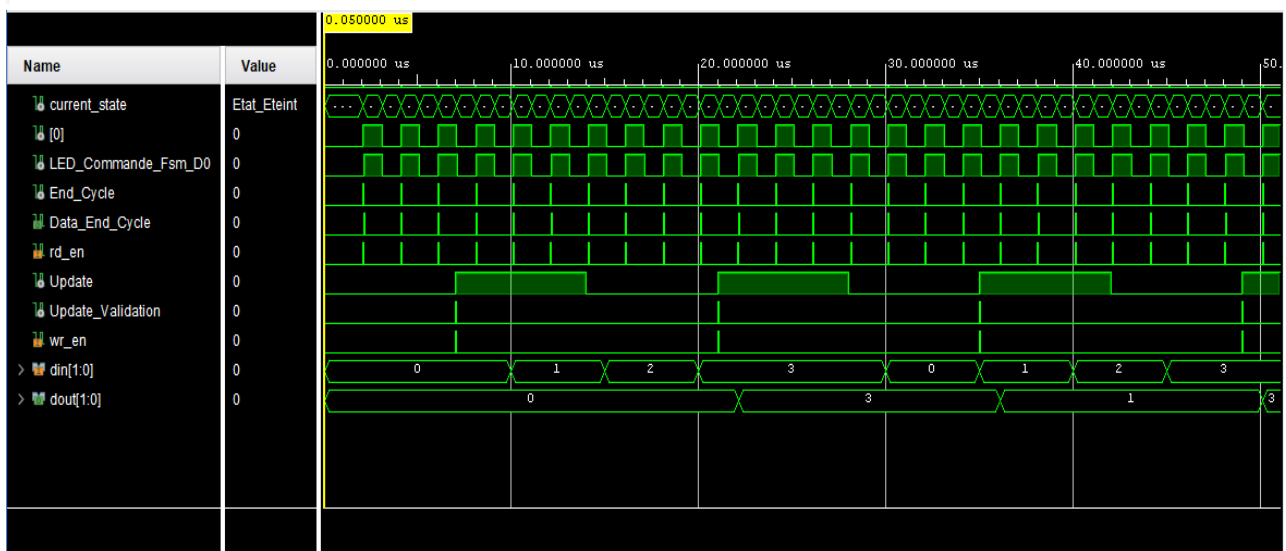 0.050000 us
Name Value
0.000000 us 10.000000 us 20.000000 us 30.000000 us 40.000000 us 50.
current_state Etat_Eteint
[0] 0
LED_Commande_Fsm_D0 0
End_Cycle 0
Data_End_Cycle 0
rd_en 0
Update 0
Update_Validation 0
wr_en 0
din[1:0] 0 0 1 2 3 0 1 2 3
dout[1:0] 0 0 3 1 3